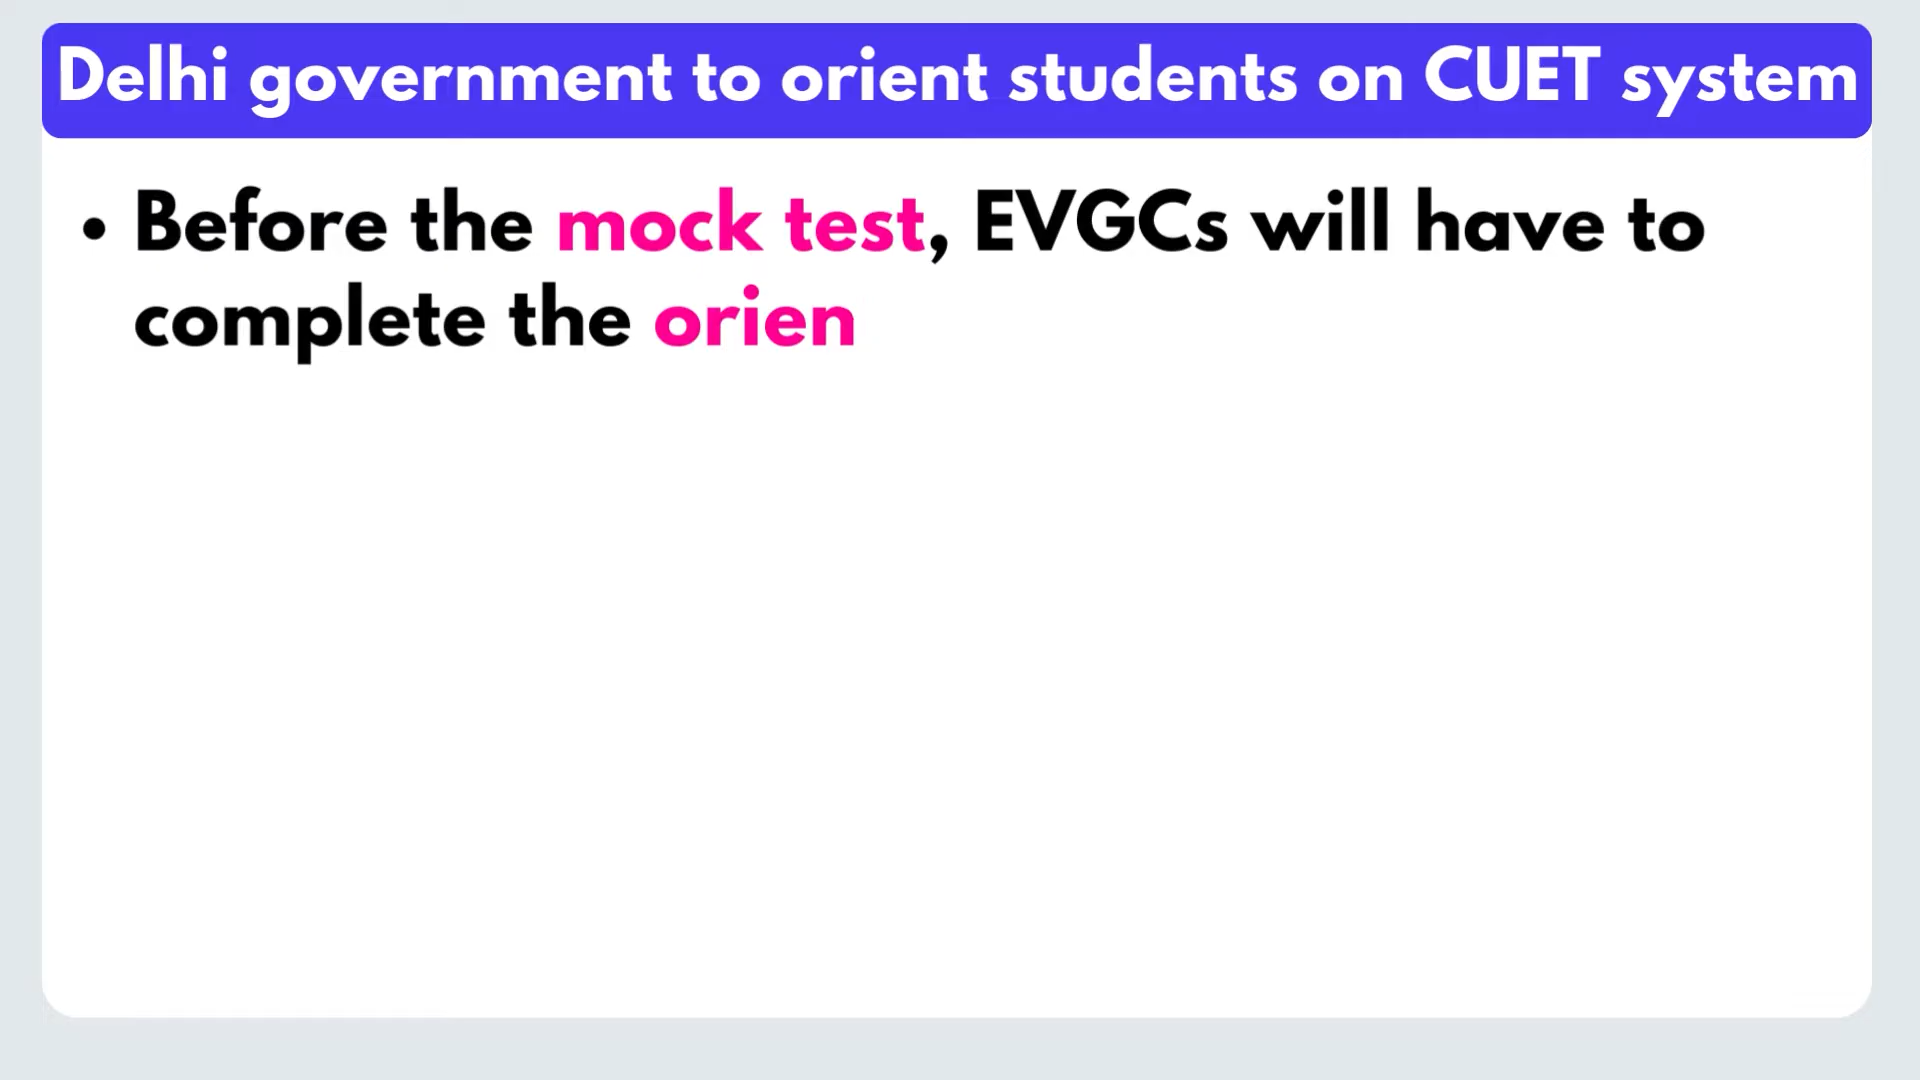 Delhi government to orient students on CUET system
• Before the mock test, EVGCs will have to
complete the orien